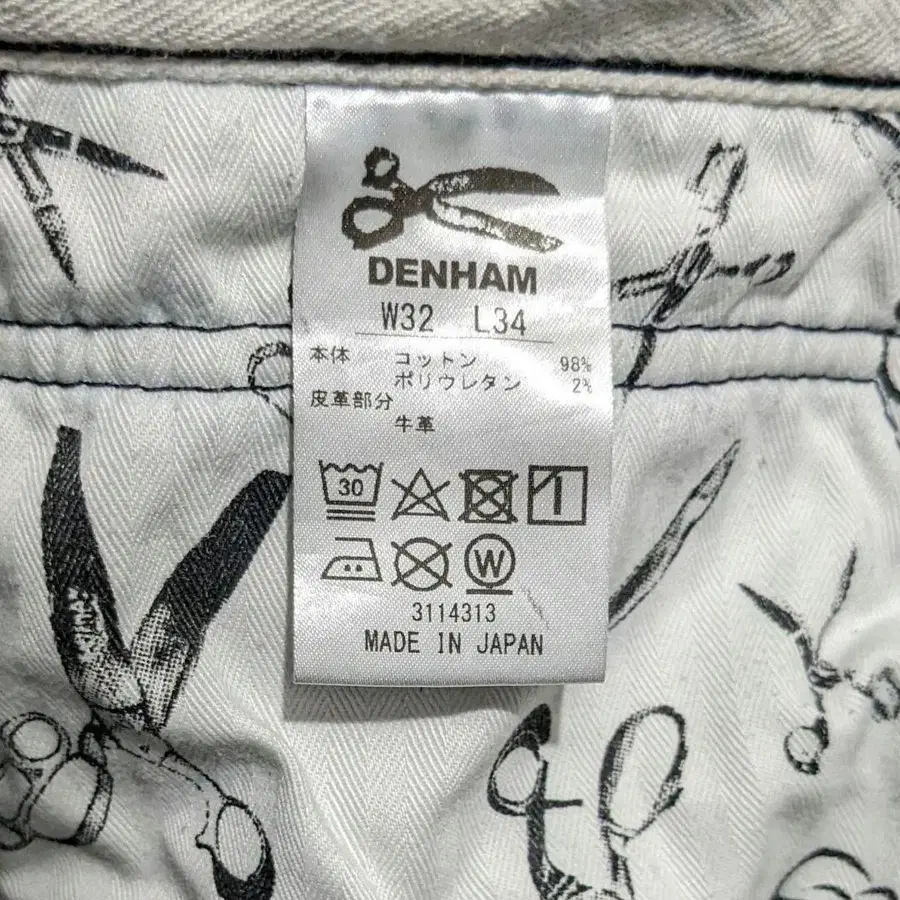 DENHAM
W32 L34
本体 コットン 98%
ポリウレタン 2%
皮革部分
牛革
30
W
3114313
MADE IN JAPAN